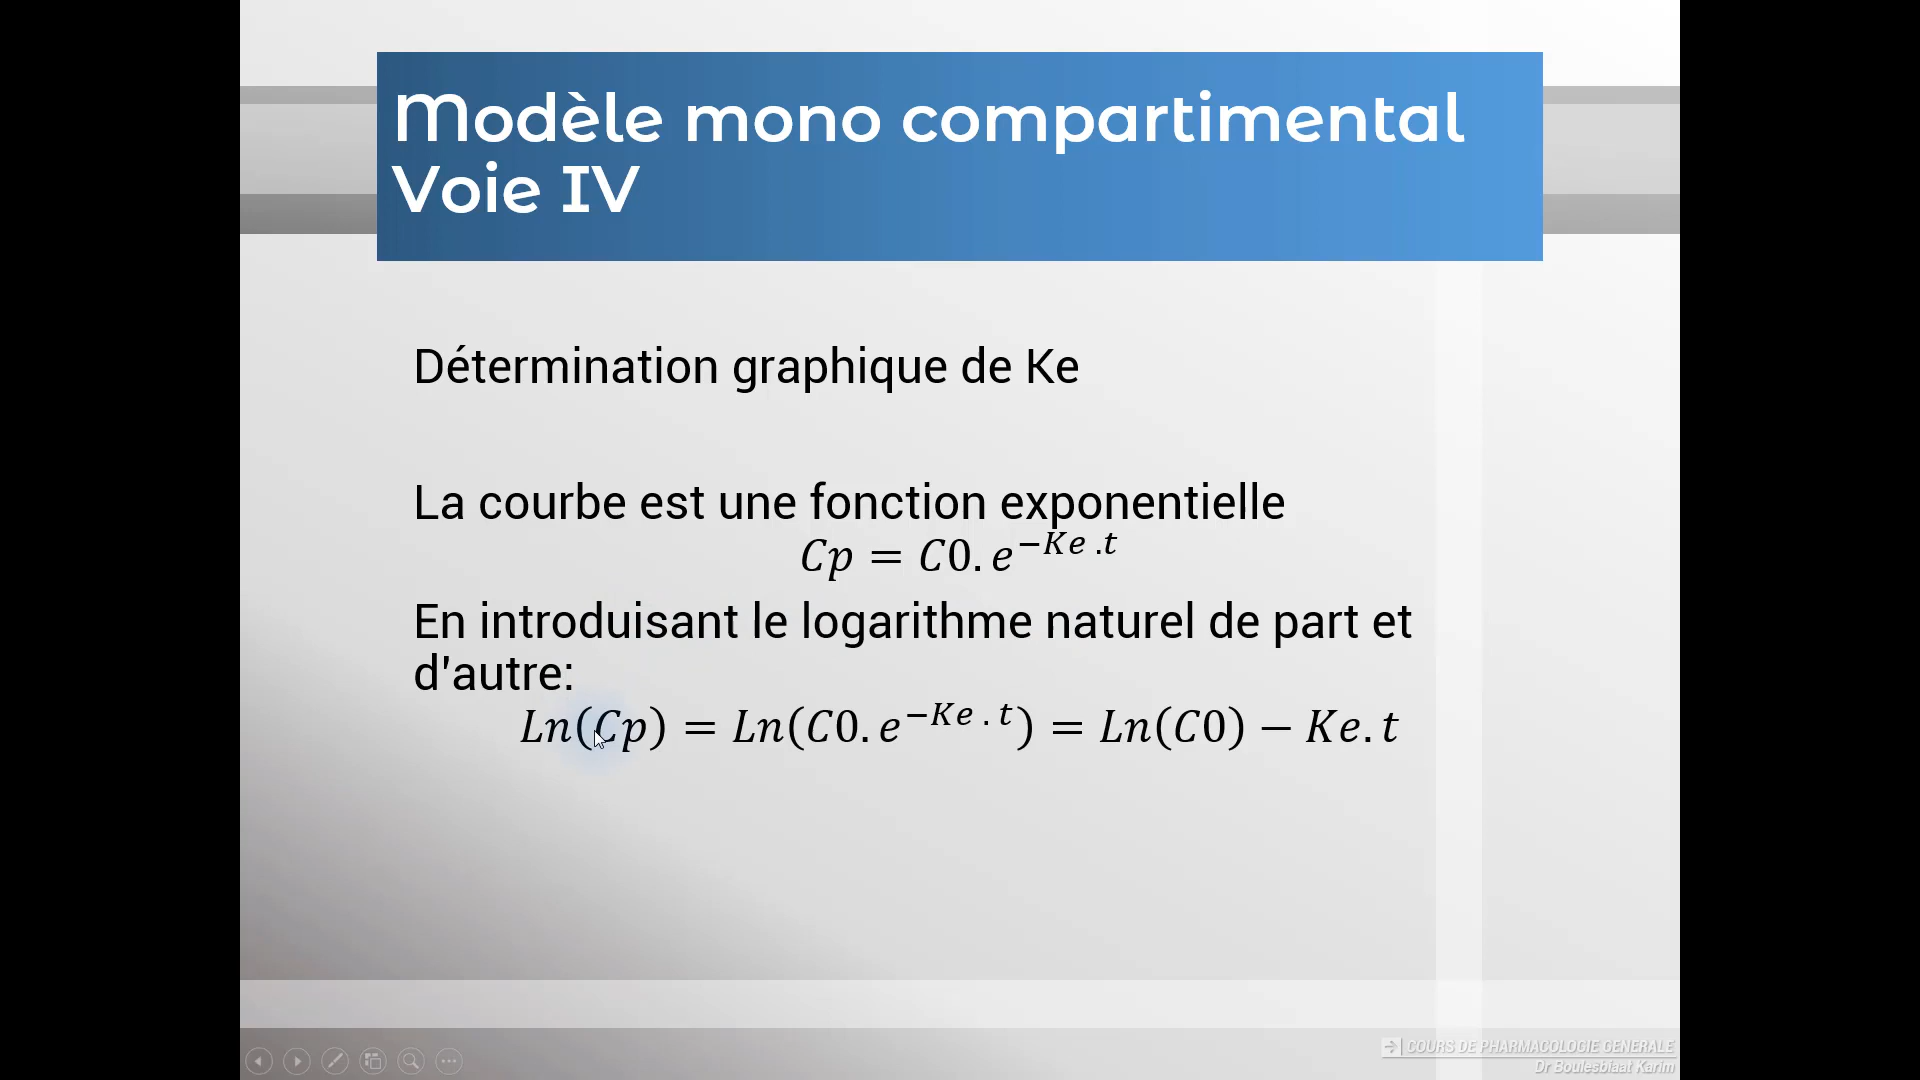 Modèle mono compartimental
Voie IV
Détermination graphique de Ke
La courbe est une fonction exponentielle
Cp = C0. e^{−Ke .t}
En introduisant le logarithme naturel de part et
d'autre:
Ln(Cp) = Ln(C0. e^{−Ke . t}) = Ln(C0) − Ke. t
COURS DE PHARMACOLOGIE GENERALE
Dr Boulesbiaat Karim